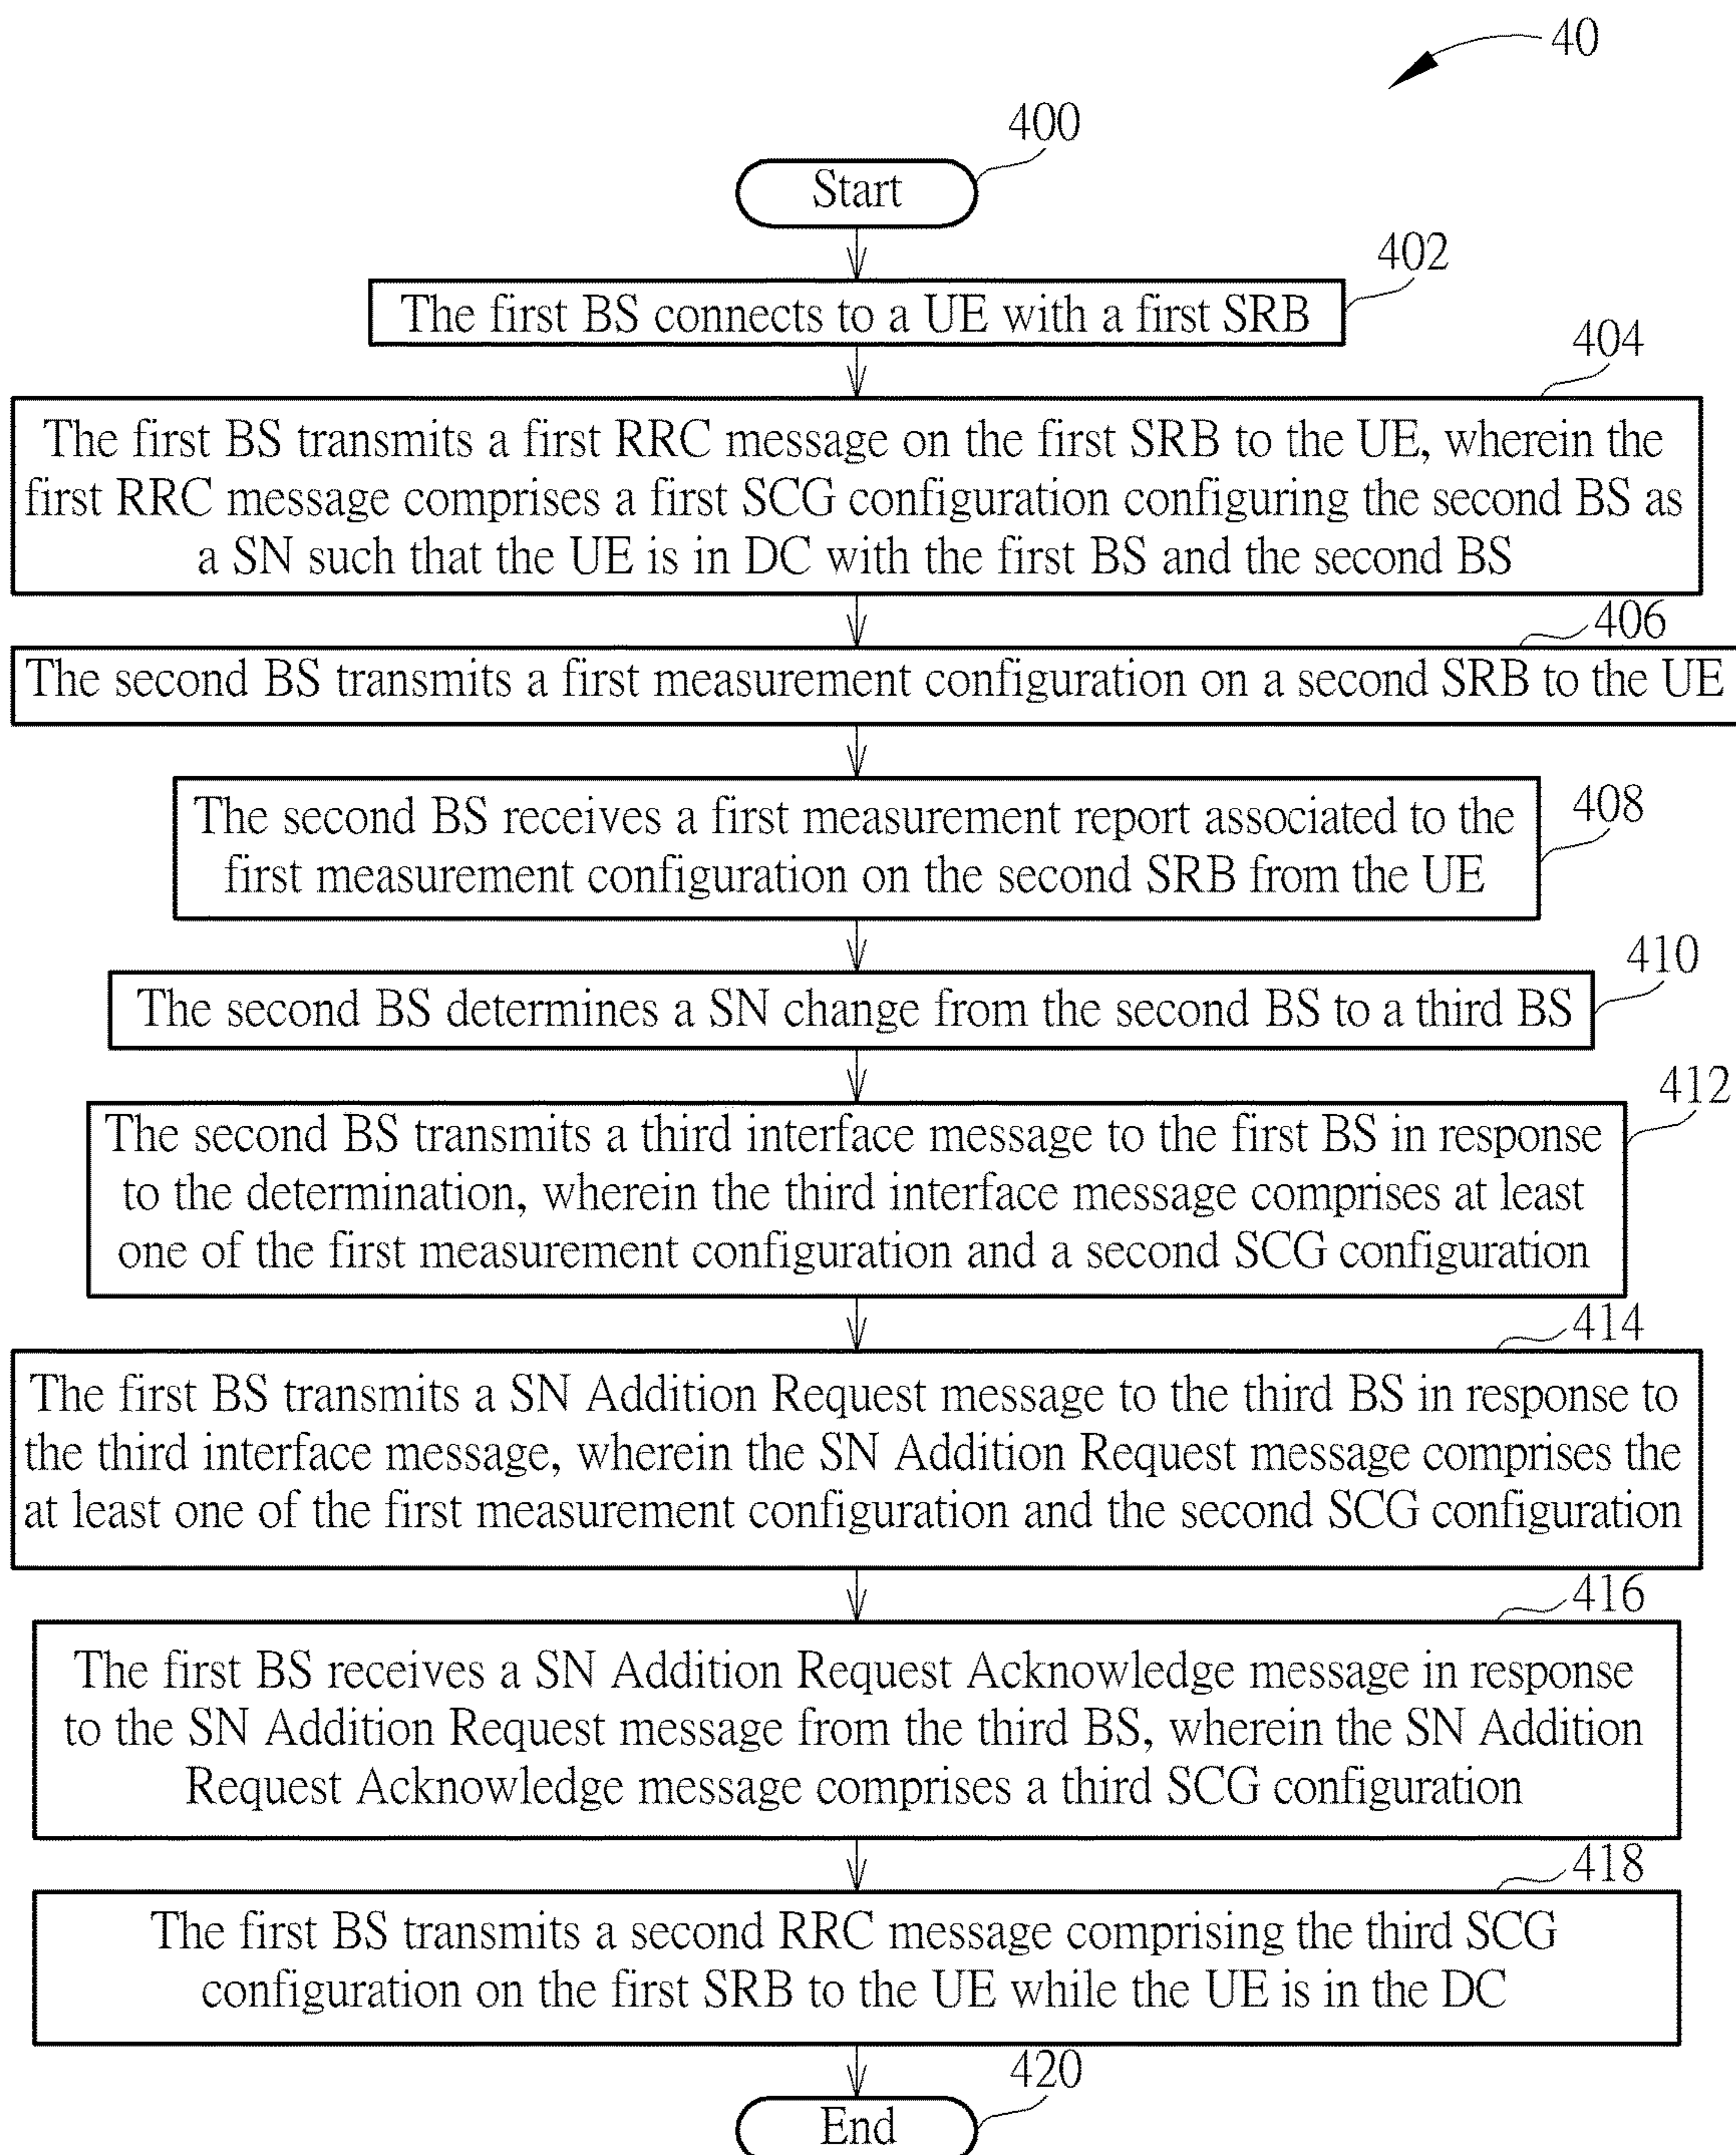 40
400
Start
402
The first BS connects to a UE with a first SRB
404
The first BS transmits a first RRC message on the first SRB to the UE, wherein the
first RRC message comprises a first SCG configuration configuring the second BS as
a SN such that the UE is in DC with the first BS and the second BS
406
The second BS transmits a first measurement configuration on a second SRB to the UE
408
The second BS receives a first measurement report associated to the
first measurement configuration on the second SRB from the UE
410
The second BS determines a SN change from the second BS to a third BS
412
The second BS transmits a third interface message to the first BS in response
to the determination, wherein the third interface message comprises at least
one of the first measurement configuration and a second SCG configuration
414
The first BS transmits a SN Addition Request message to the third BS in response to
the third interface message, wherein the SN Addition Request message comprises the
at least one of the first measurement configuration and the second SCG configuration
416
The first BS receives a SN Addition Request Acknowledge message in response
to the SN Addition Request message from the third BS, wherein the SN Addition
Request Acknowledge message comprises a third SCG configuration
418
The first BS transmits a second RRC message comprising the third SCG
configuration on the first SRB to the UE while the UE is in the DC
420
End